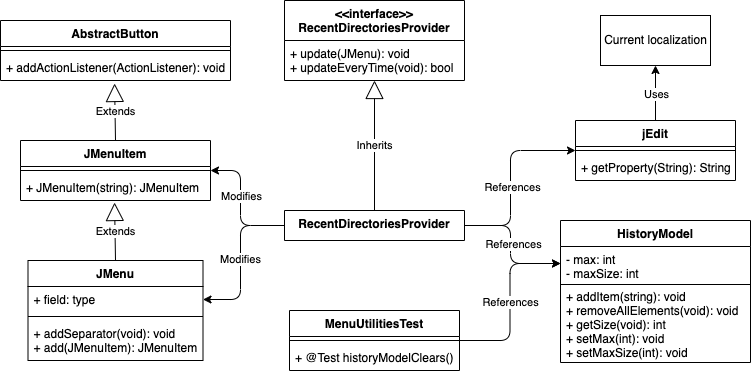 AbstractButton
+ addActionListener(ActionListener): void
Extends
JMenuItem
+ JMenuItem(string): JMenuItem
Extends
JMenu
+ field: type
+ addSeparator(void): void
+ add(JMenuItem): JMenuItem
<<interface>>
RecentDirectoriesProvider
+ update(JMenu): void
+ updateEveryTime(void): bool
Inherits
Modifies
RecentDirectoriesProvider
Modifies
MenuUtilitiesTest
+ @Test historyModelClears()
Current localization
Uses
jEdit
+ getProperty(String): String
References
References
References
HistoryModel
- max: int
- maxSize: int
+ addItem(string): void
+ removeAllElements(void): void
+ getSize(void): int
+ setMax(int): void
+ setMaxSize(int): void